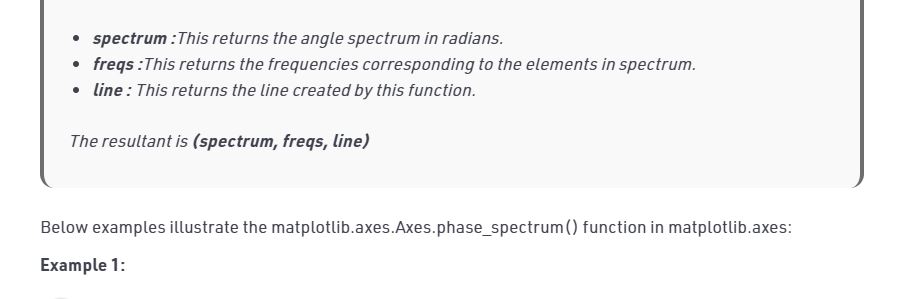 • spectrum :This returns the angle spectrum in radians.
• freqs :This returns the frequencies corresponding to the elements in spectrum.
• line : This returns the line created by this function.
The resultant is (spectrum, freqs, line)
Below examples illustrate the matplotlib.axes.Axes.phase_spectrum() function in matplotlib.axes:
Example 1: